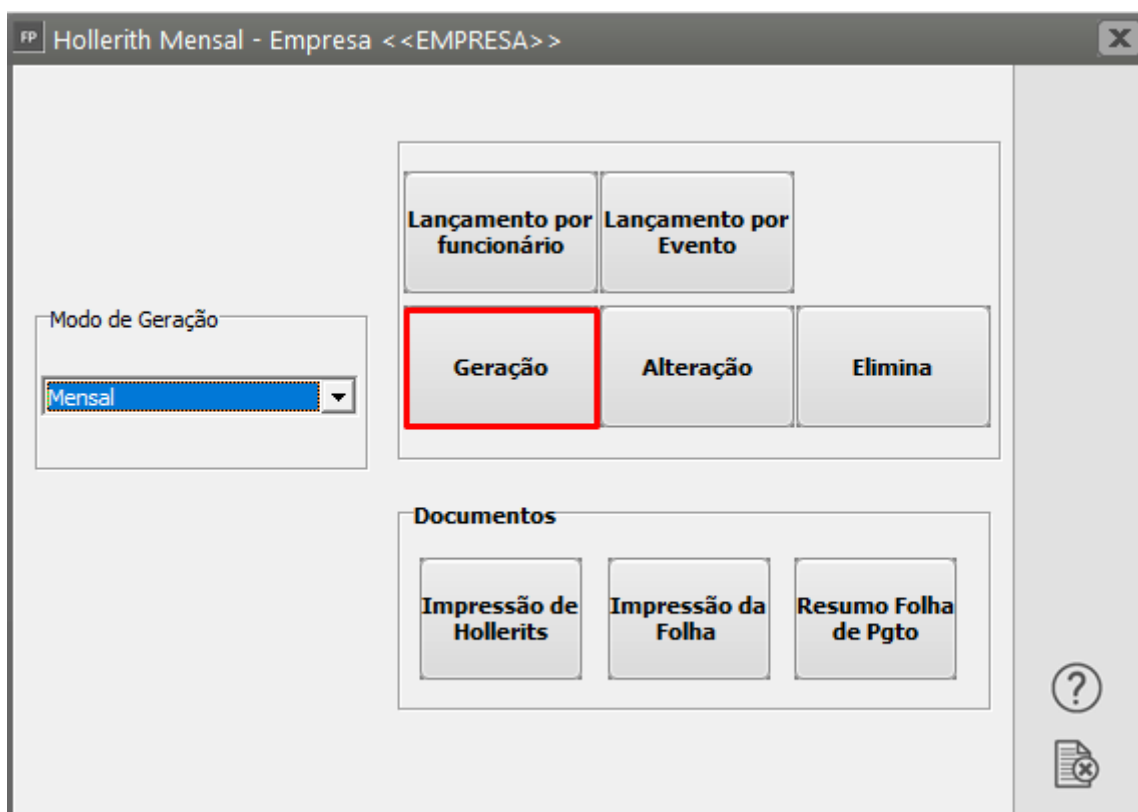 FP Hollerith Mensal - Empresa <<EMPRESA>>
Lançamento por
funcionário
Lançamento por
Evento
Modo de Geração
Mensal
Geração
Alteração
Elimina
Documentos
Impressão de
Hollerits
Impressão da
Folha
Resumo Folha
de Pgto
?